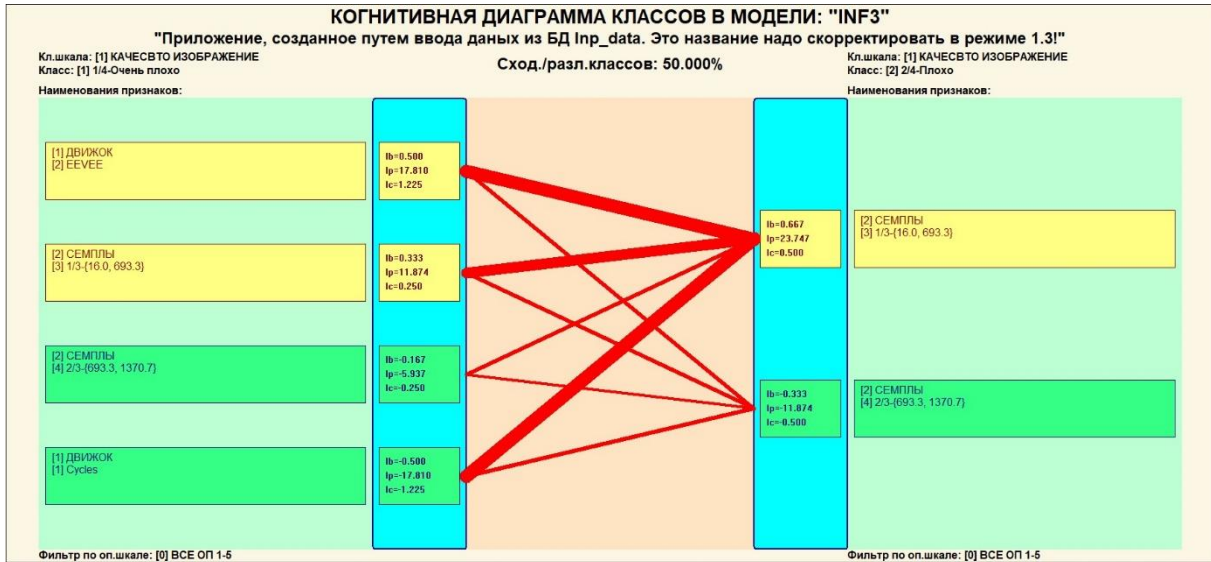 КОГНИТИВНАЯ ДИАГРАММА КЛАССОВ В МОДЕЛИ: "INF3"
"Приложение, созданное путем ввода даных из БД Inp_data. Это название надо скорректировать в режиме 1.3!"
Кл.шкала: [1] КАЧЕСВТО ИЗОБРАЖЕНИЕ
Класс: [1] 1/4-Очень плохо
Сход./разл.классов: 50.000%
Кл.шкала: [1] КАЧЕСВТО ИЗОБРАЖЕНИЕ
Класс: [2] 2/4-Плохо
Наименования признаков:
Наименования признаков:
[1] ДВИЖОК
[2] EEVEE
Ib=0.500
Ip=17.810
Ic=1.225
[2] СЕМПЛЫ
[3] 1/3-{16.0, 693.3}
Ib=0.333
Ip=11.874
Ic=0.250
[2] СЕМПЛЫ
[4] 2/3-{693.3, 1370.7}
Ib=-0.167
Ip=-5.937
Ic=-0.250
[1] ДВИЖОК
[1] Cycles
Ib=-0.500
Ip=-17.810
Ic=-1.225
Ib=0.667
Ip=23.747
Ic=0.500
[2] СЕМПЛЫ
[3] 1/3-{16.0, 693.3}
Ib=-0.333
Ip=-11.874
Ic=-0.500
[2] СЕМПЛЫ
[4] 2/3-{693.3, 1370.7}
Фильтр по оп.шкале: [0] ВСЕ ОП 1-5
Фильтр по оп.шкале: [0] ВСЕ ОП 1-5